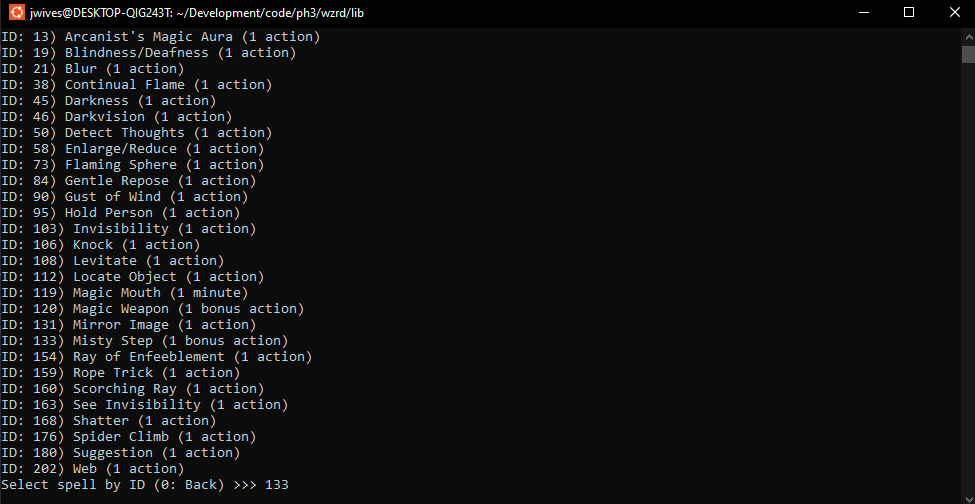 jwives@DESKTOP-QIG243T: ~/Development/code/ph3/wzrd/lib
ID: 13) Arcanist's Magic Aura (1 action)
ID: 19) Blindness/Deafness (1 action)
ID: 21) Blur (1 action)
ID: 38) Continual Flame (1 action)
ID: 45) Darkness (1 action)
ID: 46) Darkvision (1 action)
ID: 50) Detect Thoughts (1 action)
ID: 58) Enlarge/Reduce (1 action)
ID: 73) Flaming Sphere (1 action)
ID: 84) Gentle Repose (1 action)
ID: 90) Gust of Wind (1 action)
ID: 95) Hold Person (1 action)
ID: 103) Invisibility (1 action)
ID: 106) Knock (1 action)
ID: 108) Levitate (1 action)
ID: 112) Locate Object (1 action)
ID: 119) Magic Mouth (1 minute)
ID: 120) Magic Weapon (1 bonus action)
ID: 131) Mirror Image (1 action)
ID: 133) Misty Step (1 bonus action)
ID: 154) Ray of Enfeeblement (1 action)
ID: 159) Rope Trick (1 action)
ID: 160) Scorching Ray (1 action)
ID: 163) See Invisibility (1 action)
ID: 168) Shatter (1 action)
ID: 176) Spider Climb (1 action)
ID: 180) Suggestion (1 action)
ID: 202) Web (1 action)
Select spell by ID (0: Back) >>> 133